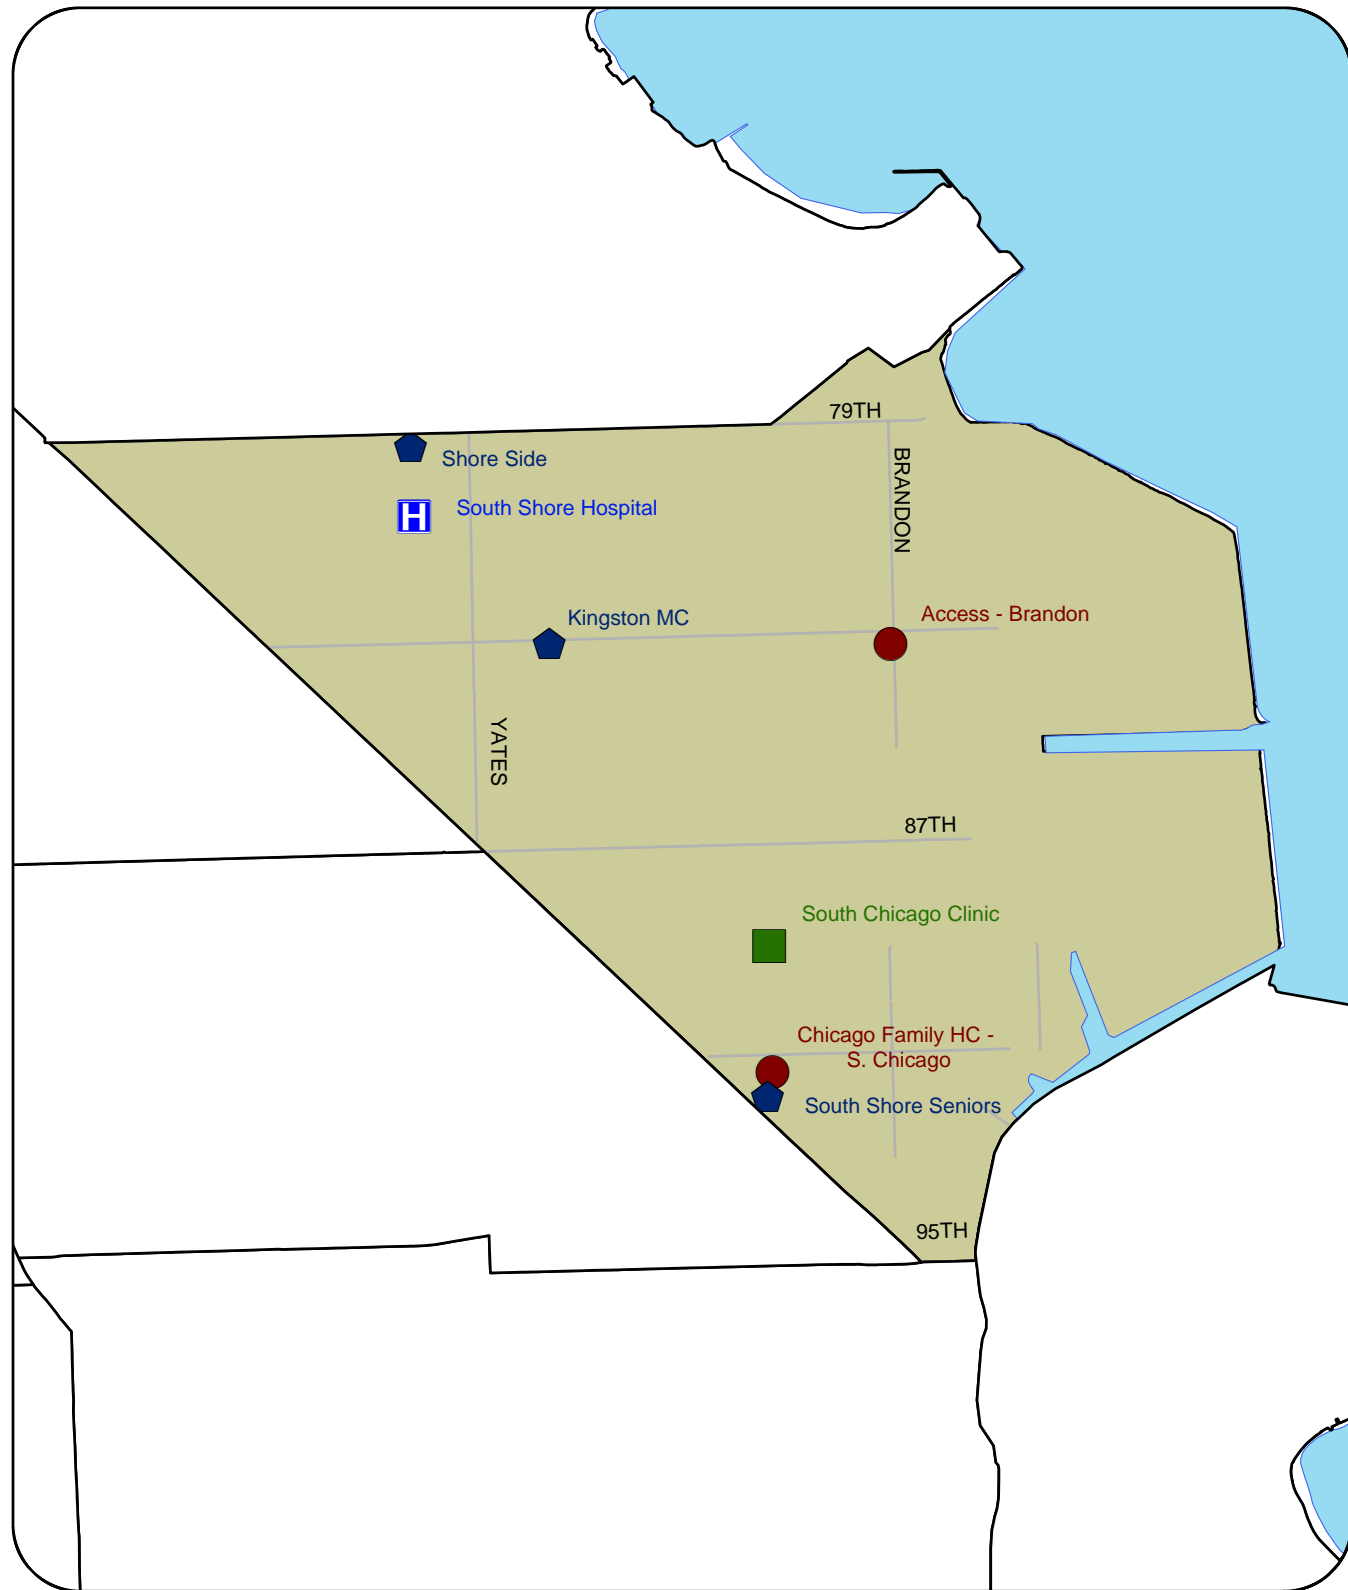 79TH
BRANDON
Shore Side
H
South Shore Hospital
Access - Brandon
Kingston MC
YATES
87TH
South Chicago Clinic
Chicago Family HC -
S. Chicago
South Shore Seniors
95TH